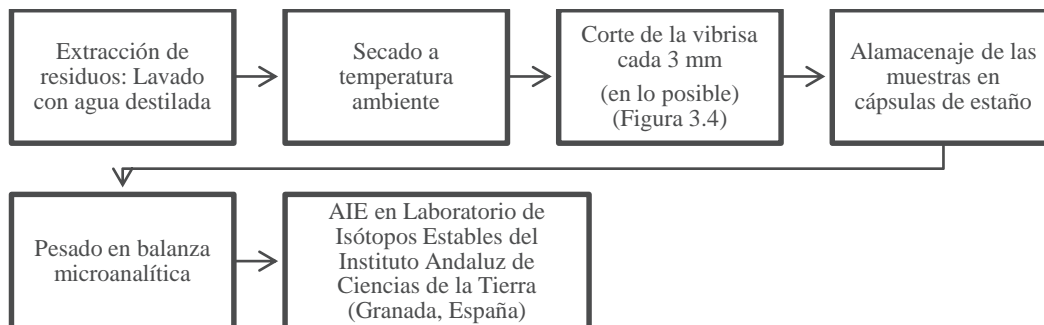 Extracción de
residuos: Lavado
con agua destilada
Secado a
temperatura
ambiente
Corte de la vibrisa
cada 3 mm
(en lo posible)
(Figura 3.4)
Alamacenaje de las
muestras en
cápsulas de estaño
Pesado en balanza
microanalítica
AIE en Laboratorio de
Isótopos Estables del
Instituto Andaluz de
Ciencias de la Tierra
(Granada, España)